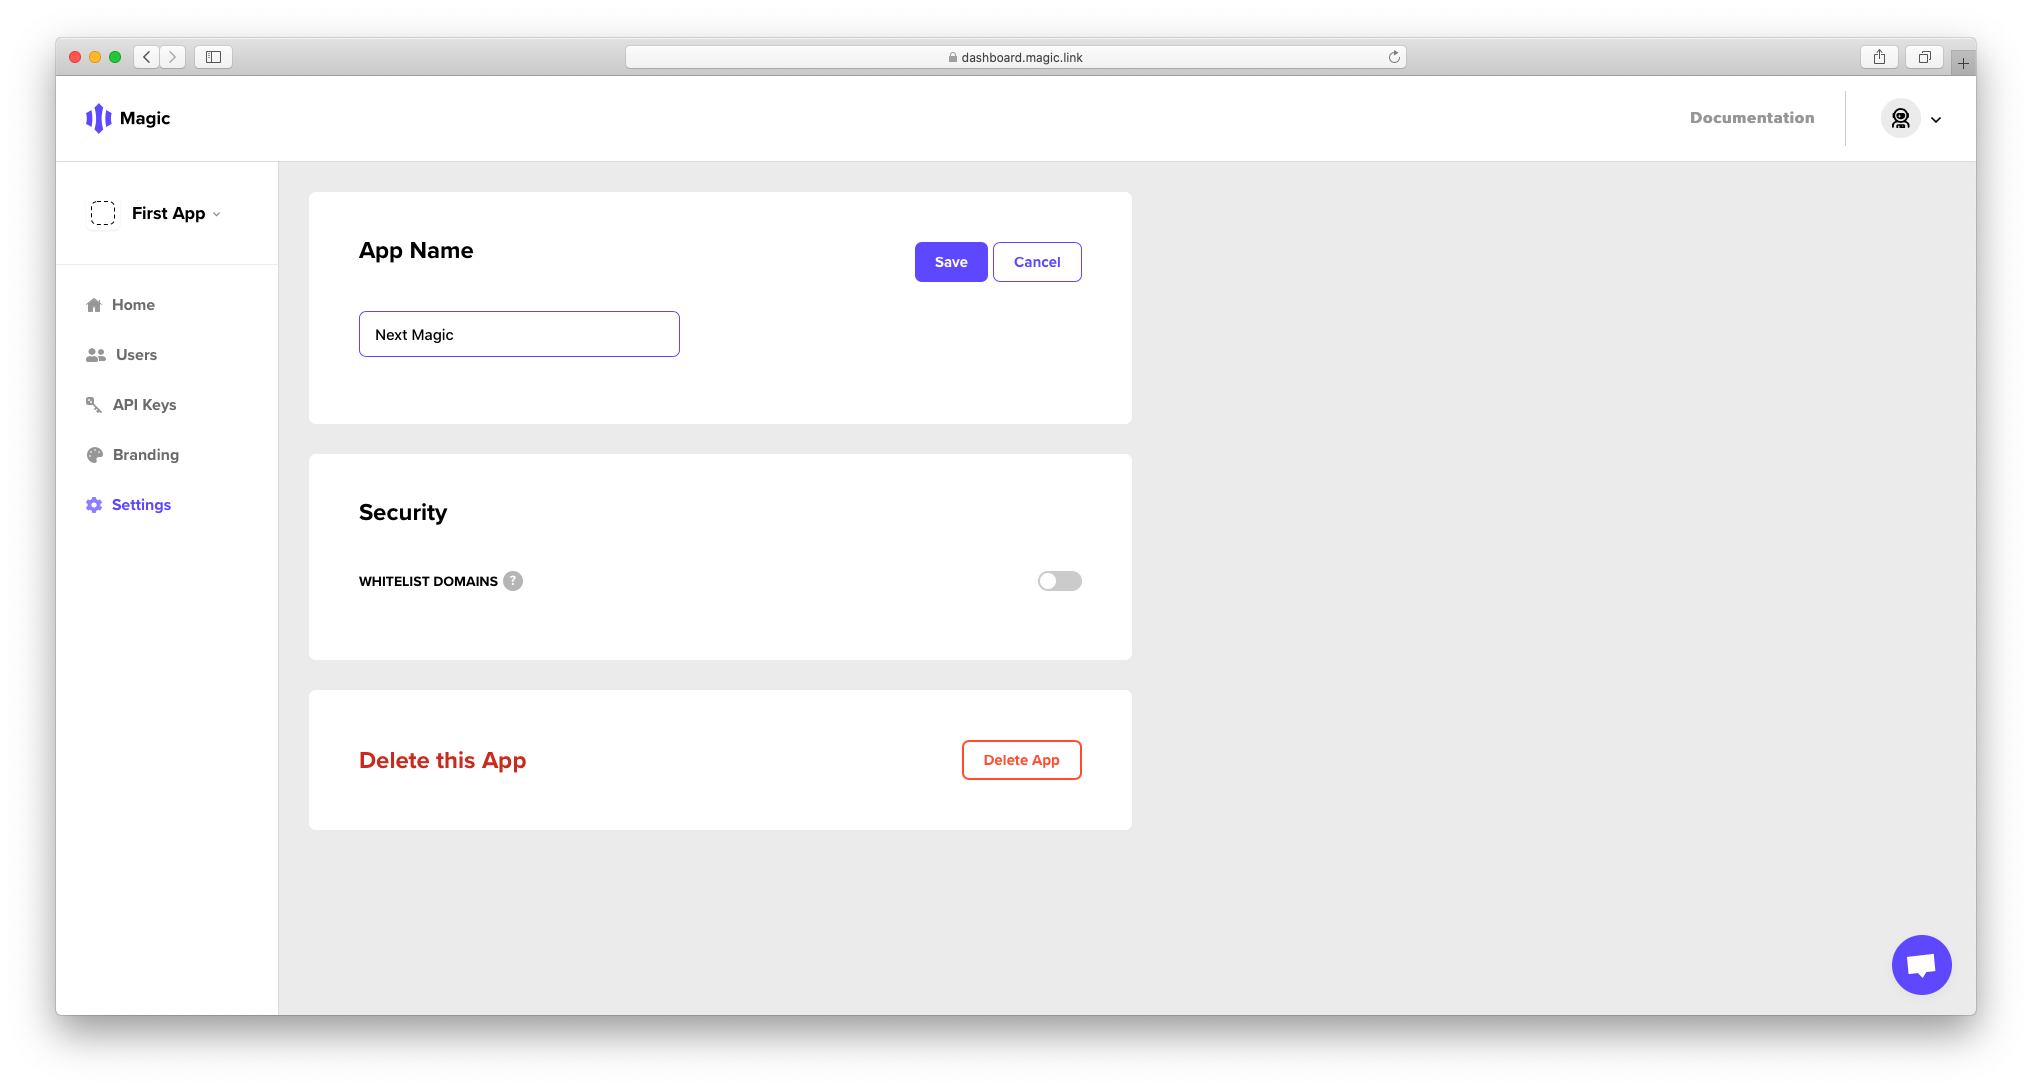 dashboard.magic.link
Magic
Documentation
First App
Home
Users
API Keys
Branding
Settings
App Name
Save
Cancel
Next Magic
Security
WHITELIST DOMAINS ?
Delete this App
Delete App